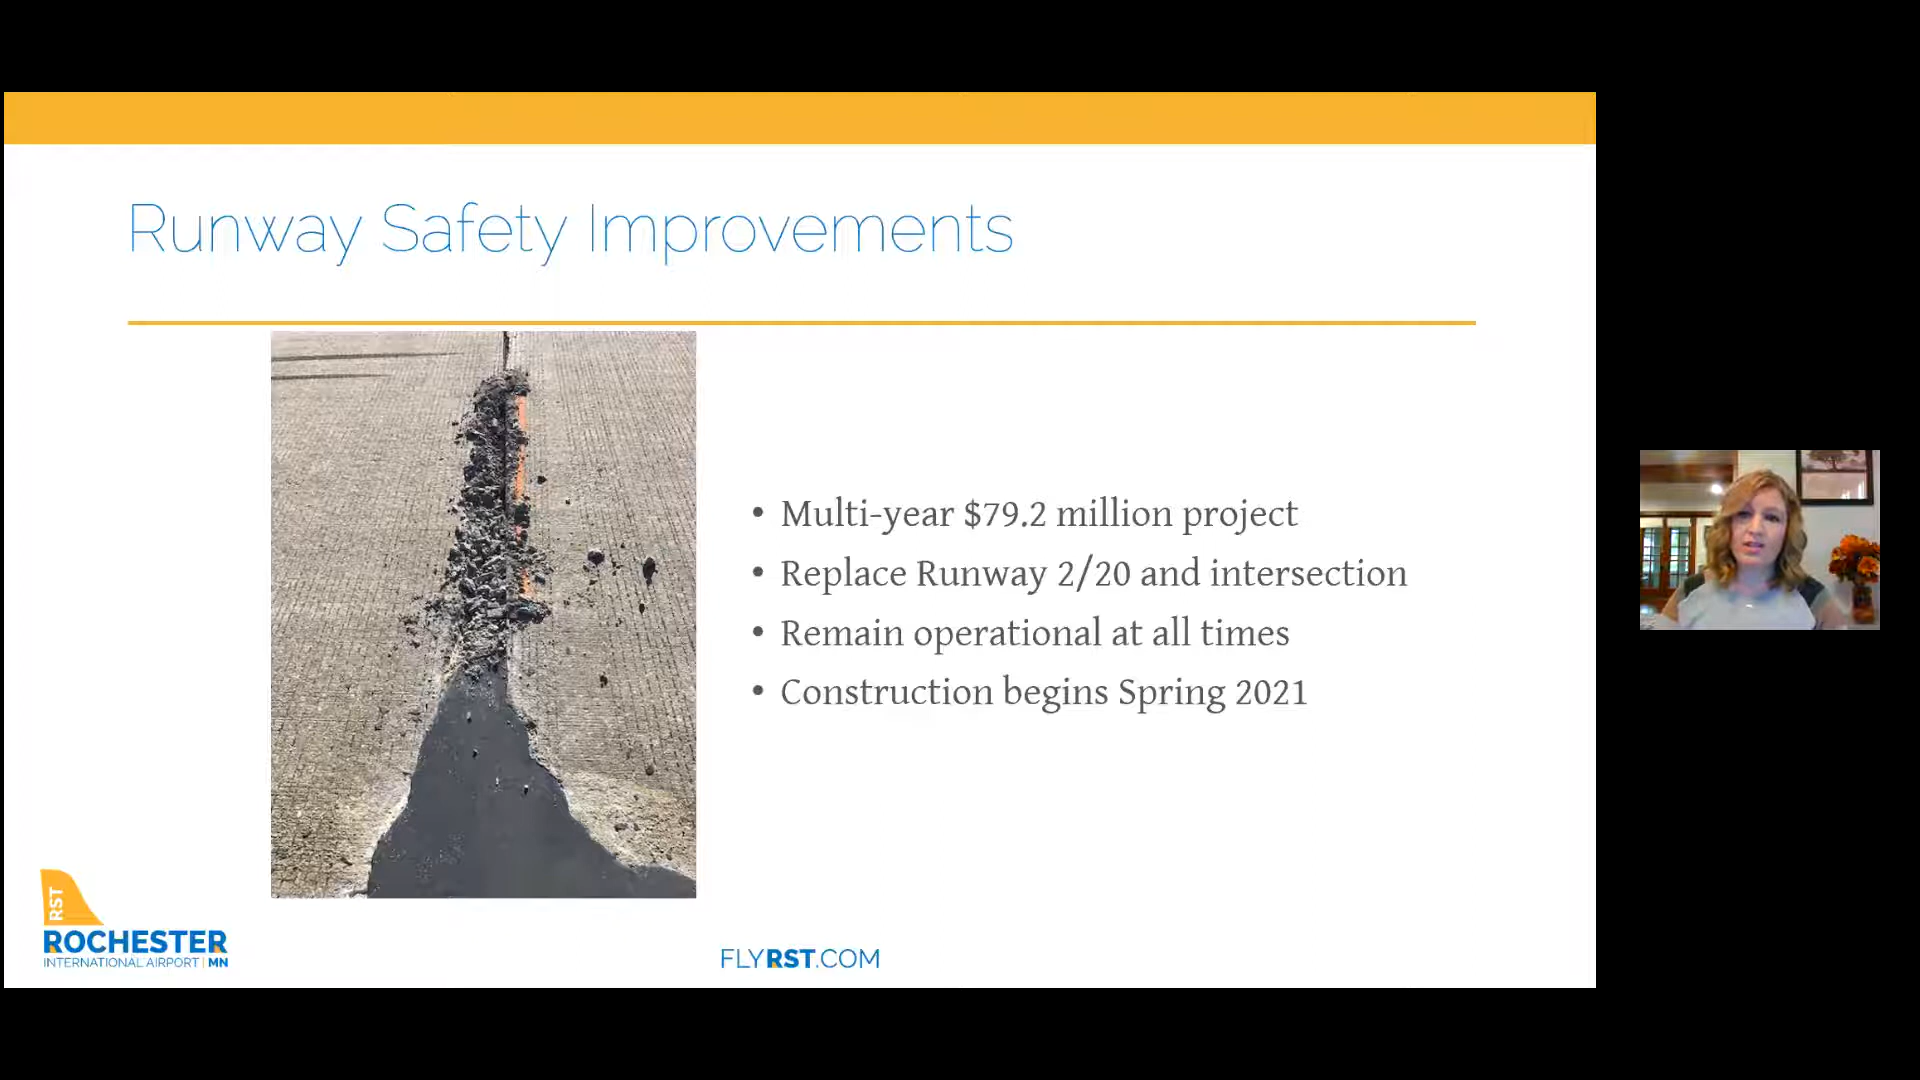 Runway Safety Improvements
• Multi-year $79.2 million project
• Replace Runway 2/20 and intersection
• Remain operational at all times
• Construction begins Spring 2021
RST
ROCHESTER
INTERNATIONAL AIRPORT | MN
FLYRST.COM